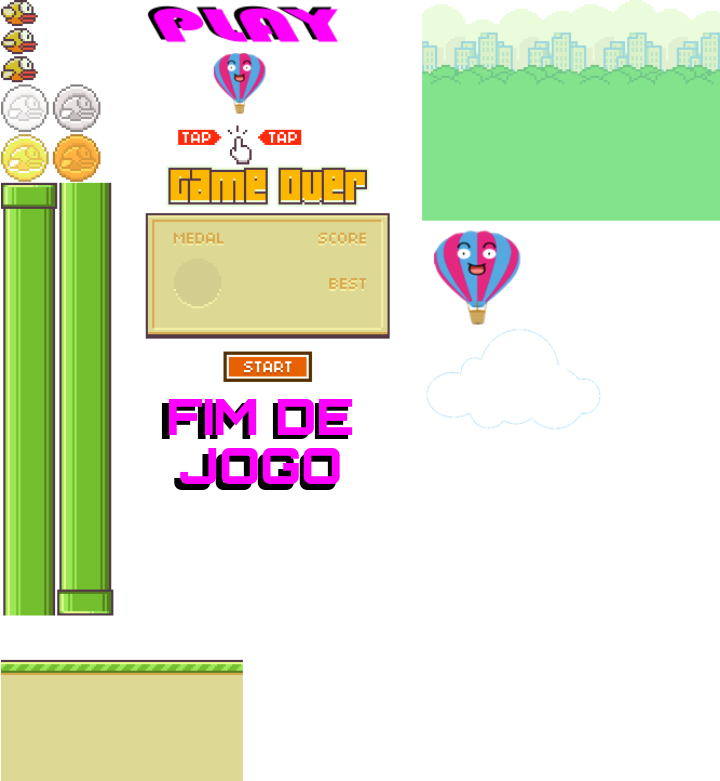 PLAY
TAP TAP
Game Over
MEDAL SCORE
BEST
START
FIM DE
JOGO